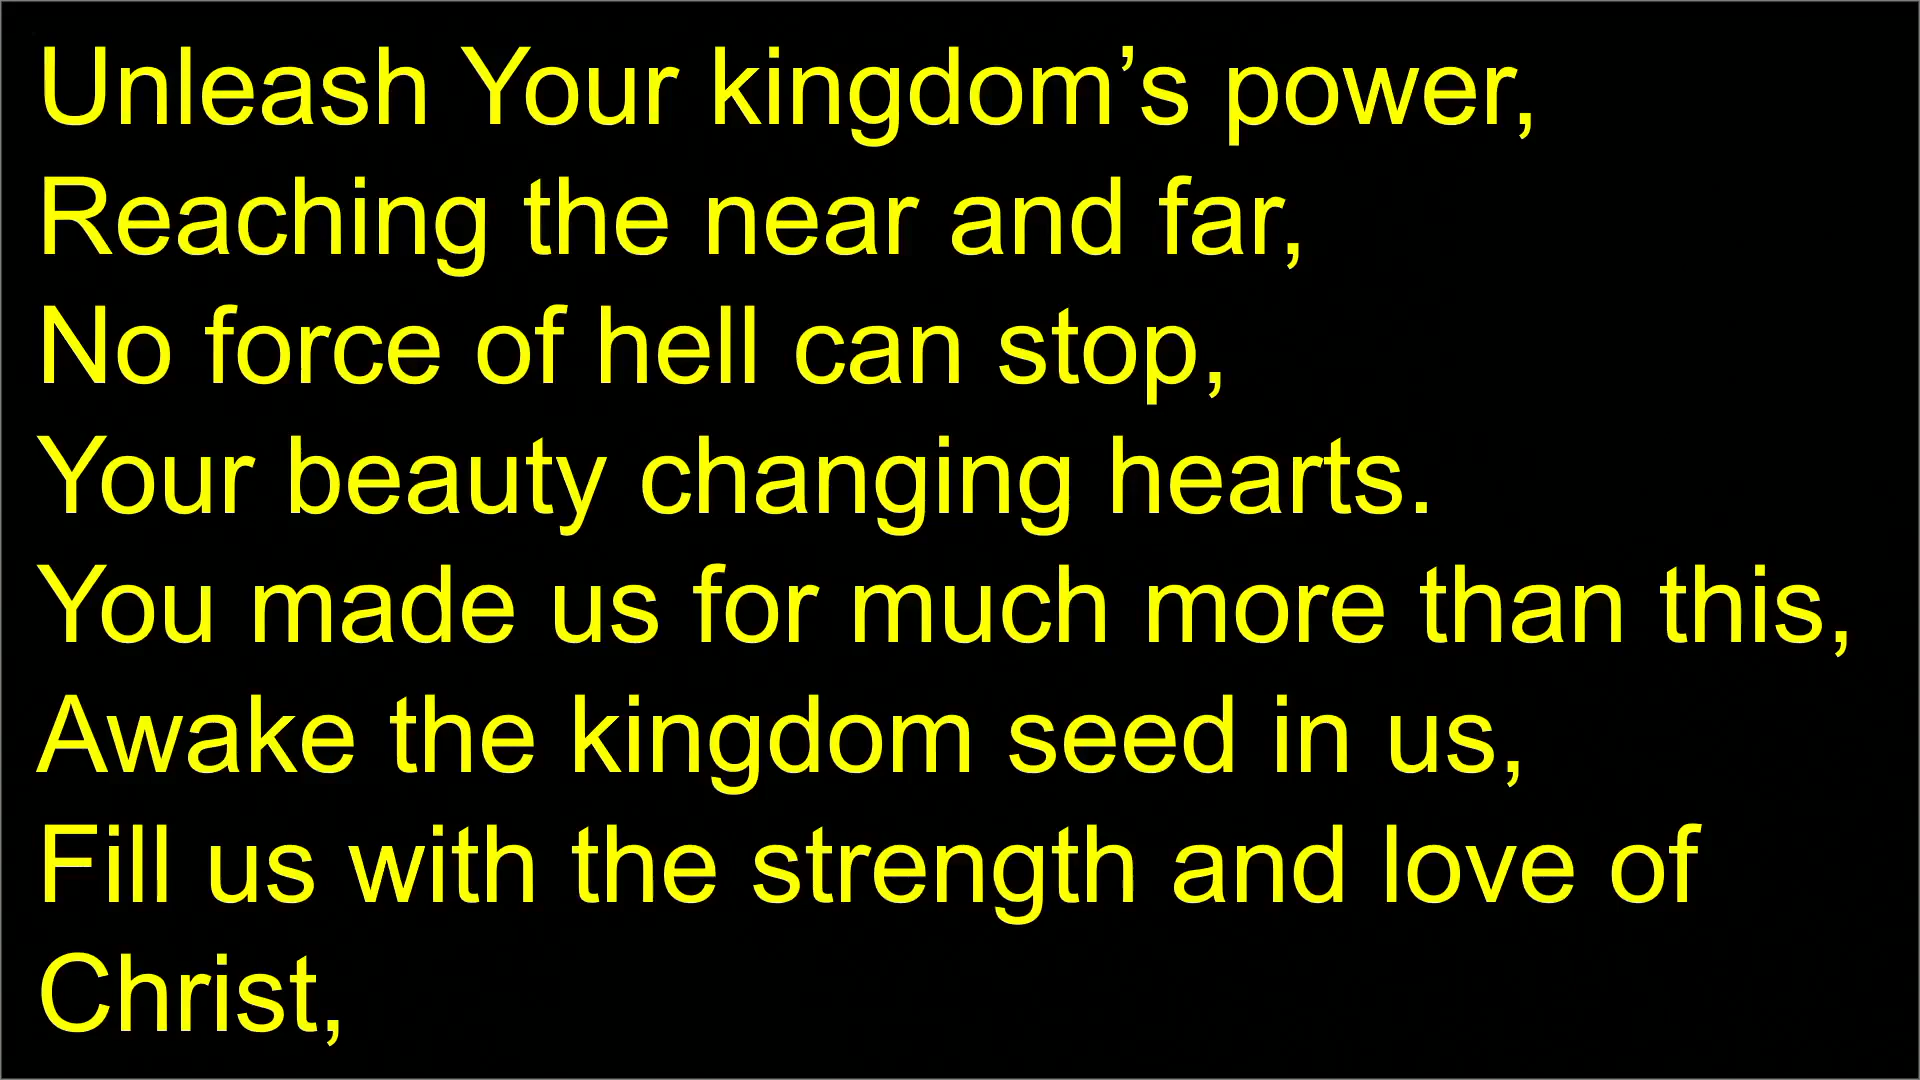 Unleash Your kingdom’s power,
Reaching the near and far,
No force of hell can stop,
Your beauty changing hearts.
You made us for much more than this,
Awake the kingdom seed in us,
Fill us with the strength and love of
Christ,